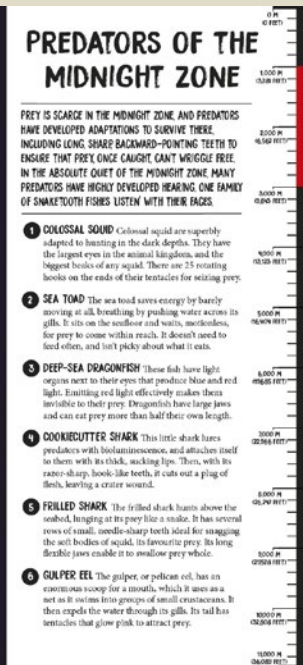 PREDATORS OF THE
MIDNIGHT ZONE
PREY IS SCARCE IN THE MIDNIGHT ZONE, AND PREDATORS
HAVE DEVELOPED ADAPTATIONS TO SURVIVE THERE,
INCLUDING LONG, SHARP BACKWARD-POINTING TEETH TO
ENSURE THAT PREY, ONCE CAUGHT, CAN'T WRIGGLE FREE.
IN THE ABSOLUTE QUIET OF THE MIDNIGHT ZONE, MANY
PREDATORS HAVE HIGHLY DEVELOPED HEARING. ONE FAMILY
OF SNAKETOOTH FISHES 'LISTEN' WITH THEIR FACES.
1 COLOSSAL SQUID Colossal squid are superbly
adapted to hunting in the dark depths. They have
the largest eyes in the animal kingdom, and the
biggest beaks of any squid. There are 25 rotating
hooks on the ends of their tentacles for seizing prey.
2 SEA TOAD The sea toad saves energy by barely
moving at all, breathing by pushing water across its
gills. It sits on the seafloor and waits, motionless,
for prey to come within reach. It doesn't need to
feed often, and isn't picky about what it eats.
3 DEEP-SEA DRAGONFISH These fish have light
organs next to their eyes that produce blue and red
light. Emitting red light effectively makes them
invisible to their prey. Dragonfish have large jaws
and can eat prey more than half their own length.
4 COOKIECUTTER SHARK This little shark lures
predators with bioluminescence, and attaches itself
to them with its thick, sucking lips. Then, with its
razor-sharp, hook-like teeth, it cuts out a plug of
flesh, leaving a crater wound.
5 FRILLED SHARK The frilled shark hunts above the
seabed, lunging at its prey like a snake. It has several
rows of small, needle-sharp teeth ideal for snagging
the soft bodies of squid, its favourite prey. Its long
flexible jaws enable it to swallow prey whole.
6 GULPER EEL The gulper, or pelican eel, has an
enormous scoop for a mouth, which it uses as a
net as it swims into groups of small crustaceans. It
then expels the water through its gills. Its tail has
tentacles that glow pink to attract prey.
0 M
(0 FEET)
1,000 M
(3,281 FEET)
2,000 M
(6,562 FEET)
3,000 M
4,000 M
5,000 M
6,000 M
7,000 M
8,000 M
9,000 M
10,000 M
11,000 M